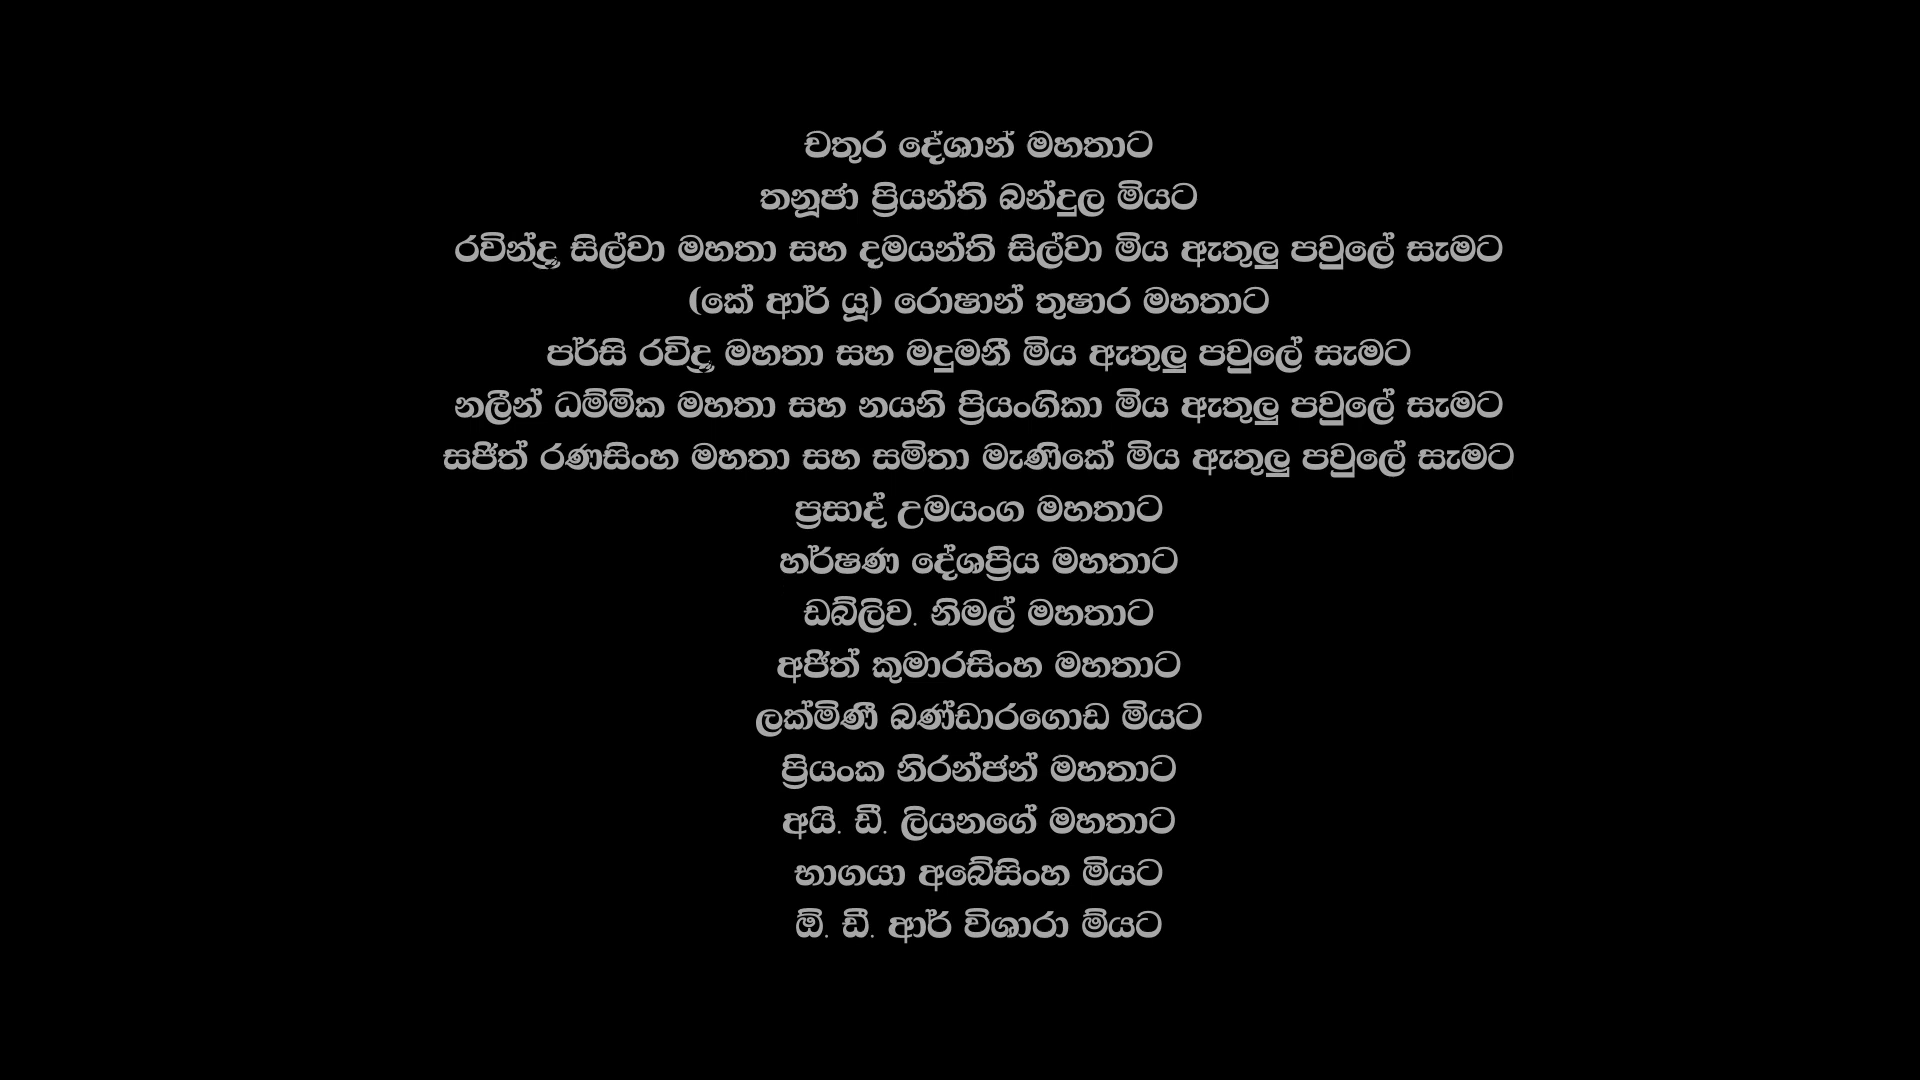 චතුර දේශාන් මහතාට
තනූජා ප්‍රියන්ති බන්දුල මියට
රවින්ද්‍ර සිල්වා මහතා සහ දමයන්ති සිල්වා මිය ඇතුලු පවුලේ සැමට
(කේ ආර් යූ) රොෂාන් තුෂාර මහතාට
පර්සි රවිද්‍ර මහතා සහ මදුමනී මිය ඇතුලු පවුලේ සැමට
නලීන් ධම්මික මහතා සහ නයනි ප්‍රියංගිකා මිය ඇතුලු පවුලේ සැමට
සජිත් රණසිංහ මහතා සහ සමිතා මැණිකේ මිය ඇතුලු පවුලේ සැමට
ප්‍රසාද් උමයංග මහතාට
හර්ෂණ දේශප්‍රිය මහතාට
ඩබ්ලිව. නිමල් මහතාට
අජිත් කුමාරසිංහ මහතාට
ලක්මිණී බණ්ඩාරගොඩ මියට
ප්‍රියංක නිරන්ජන් මහතාට
අයි. ඩී. ලියනගේ මහතාට
භාගයා අබේසිංහ මියට
ඕ. ඩී. ආර් විශාරා ම්යට